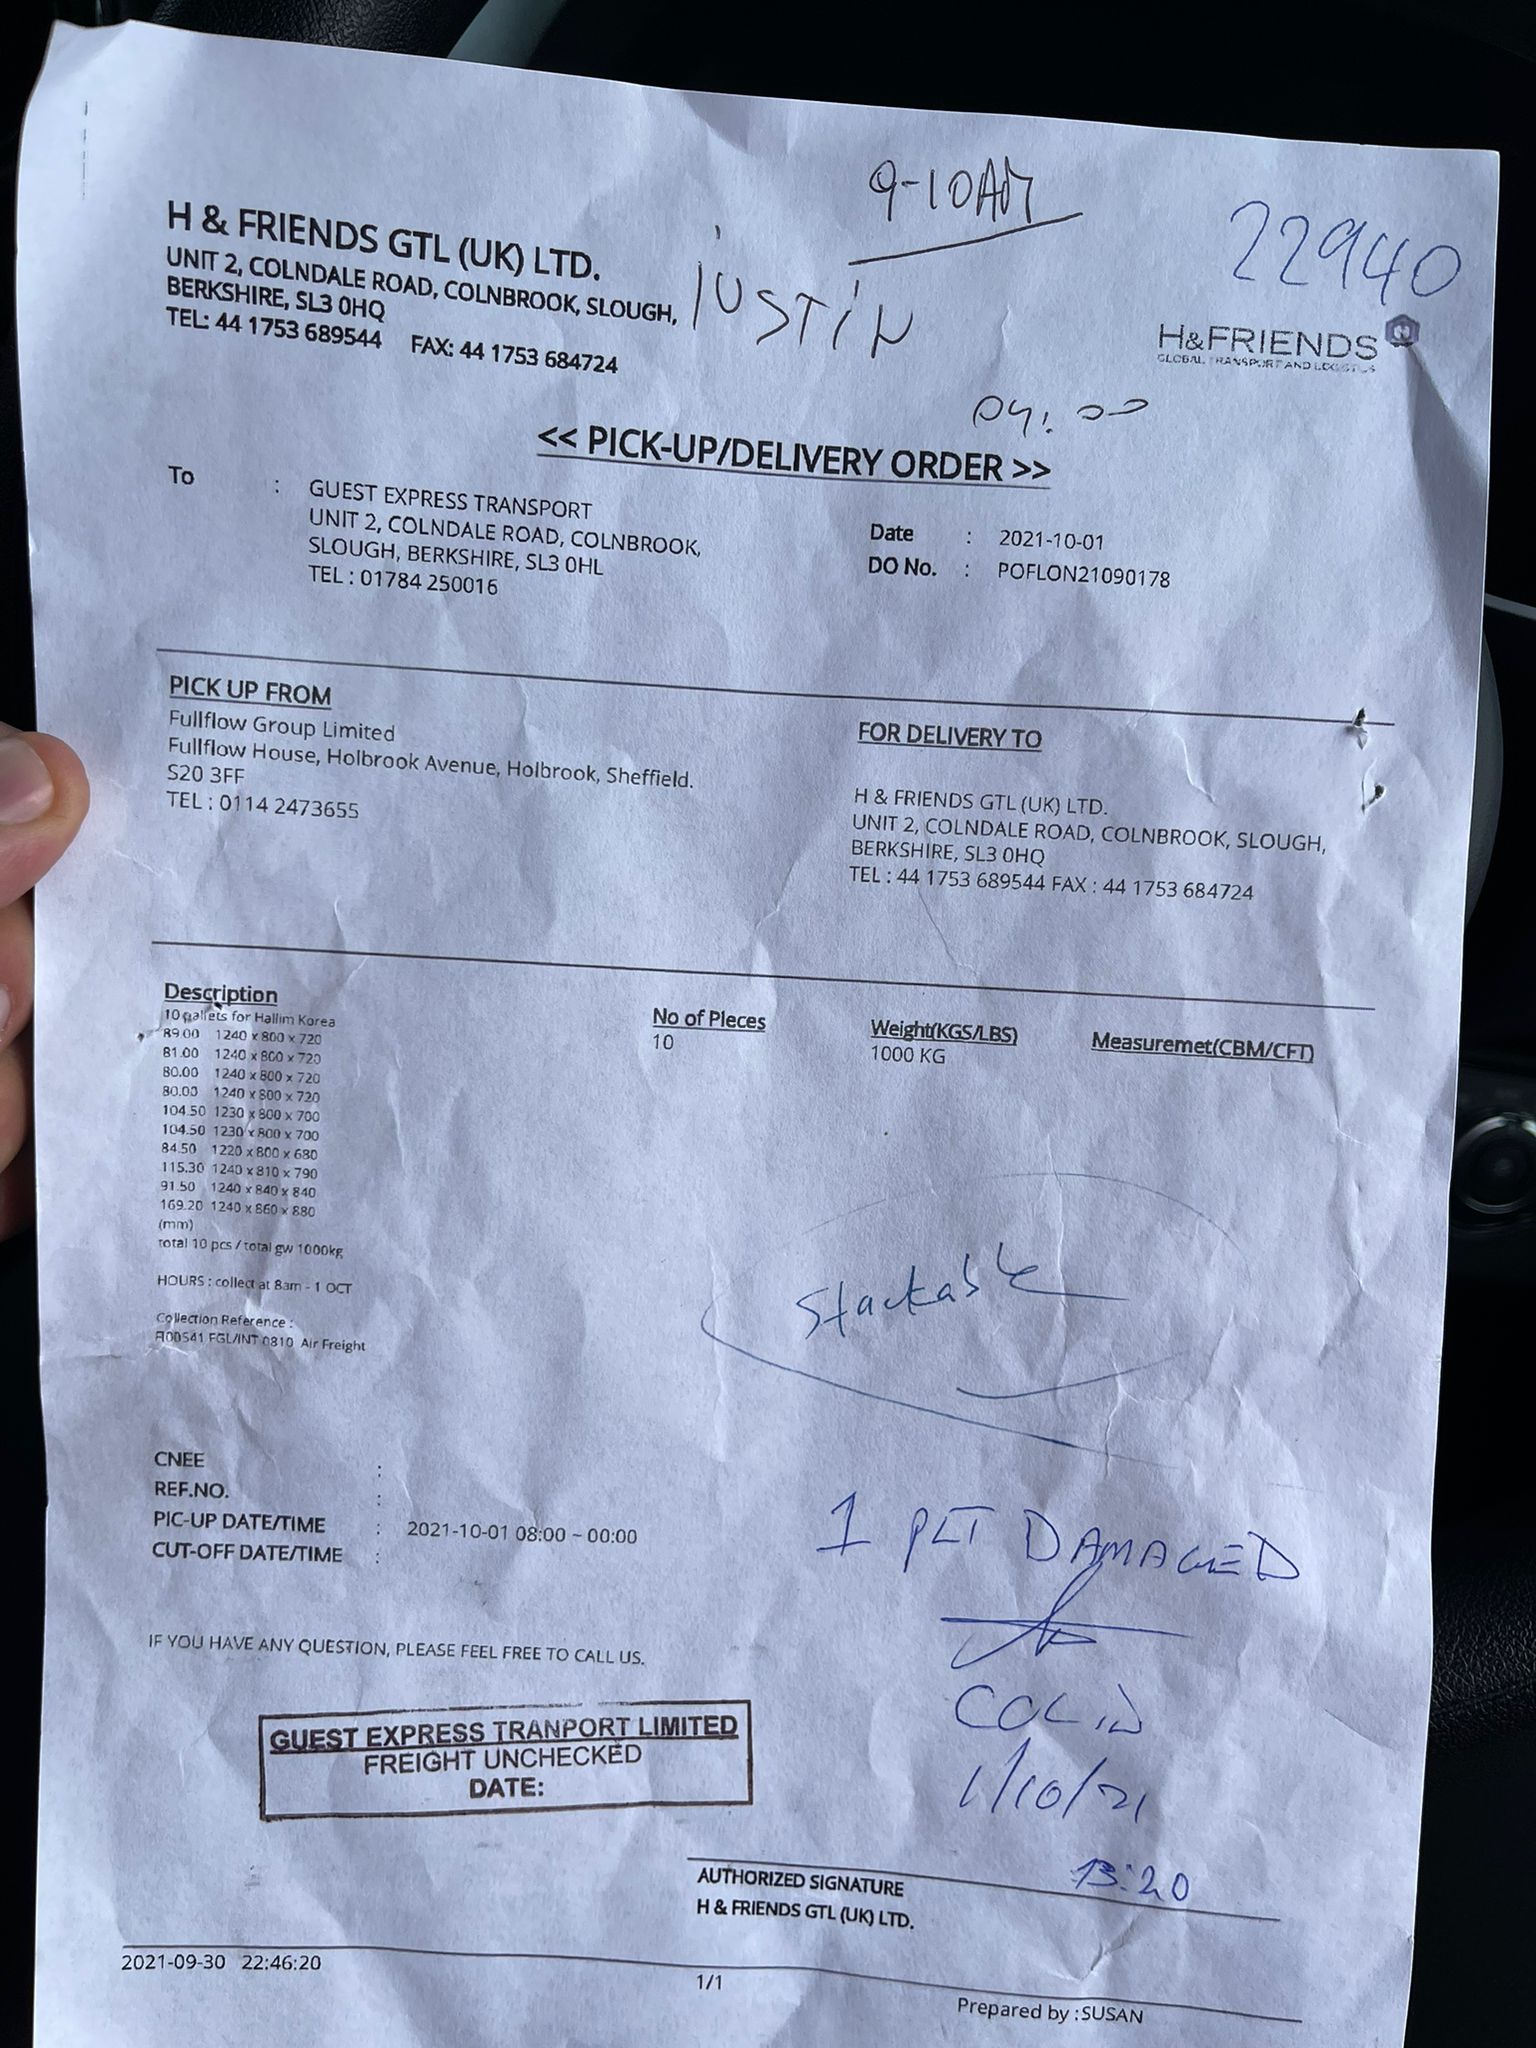 9-10AM
22940
H & FRIENDS GTL (UK) LTD.
UNIT 2, COLNDALE ROAD, COLNBROOK, SLOUGH,
BERKSHIRE, SL3 0HQ
TEL: 44 1753 689544 FAX: 44 1753 684724
iUSTiN
H&FRIENDS
GLOBAL TRANSPORT AND LOGISTICS
04:00
<< PICK-UP/DELIVERY ORDER >>
To : GUEST EXPRESS TRANSPORT
UNIT 2, COLNDALE ROAD, COLNBROOK,
SLOUGH, BERKSHIRE, SL3 0HL
TEL : 01784 250016
Date : 2021-10-01
DO No. : POFLON21090178
PICK UP FROM
Fullflow Group Limited
Fullflow House, Holbrook Avenue, Holbrook, Sheffield.
S20 3FF
TEL : 0114 2473655
FOR DELIVERY TO
H & FRIENDS GTL (UK) LTD.
UNIT 2, COLNDALE ROAD, COLNBROOK, SLOUGH,
BERKSHIRE, SL3 0HQ
TEL : 44 1753 689544 FAX : 44 1753 684724
Description No of Pieces Weight(KGS/LBS) Measuremet(CBM/CFT)
10 pallets for Hallim Korea 10 1000 KG
89.00 1240 x 800 x 720
81.00 1240 x 800 x 720
80.00 1240 x 800 x 720
80.00 1240 x 800 x 720
104.50 1230 x 800 x 700
104.50 1230 x 800 x 700
84.50 1220 x 800 x 680
115.30 1240 x 810 x 790
91.50 1240 x 840 x 840
169.20 1240 x 860 x 880
(mm)
total 10 pcs / total gw 1000kg
HOURS : collect at 8am - 1 OCT
Collection Reference :
FGL/INT 0810 Air Freight
Stackable
CNEE :
REF.NO. :
PIC-UP DATE/TIME : 2021-10-01 08:00 ~ 00:00
CUT-OFF DATE/TIME :
1 PLT DAMAGED
IF YOU HAVE ANY QUESTION, PLEASE FEEL FREE TO CALL US.
COLIN
1/10/21
13:20
GUEST EXPRESS TRANPORT LIMITED
FREIGHT UNCHECKED
DATE:
AUTHORIZED SIGNATURE
H & FRIENDS GTL (UK) LTD.
2021-09-30 22:46:20
1/1
Prepared by :SUSAN